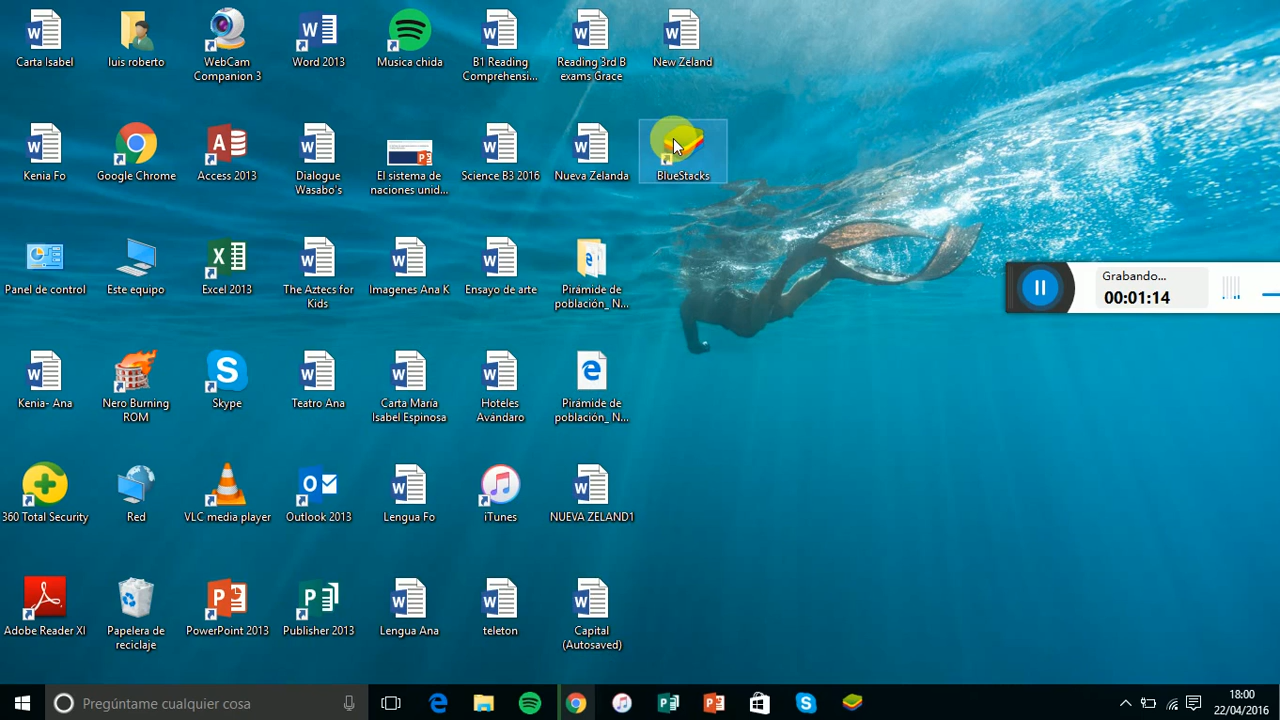 Carta Isabel
luis roberto
WebCam
Companion 3
Word 2013
Musica chida
B1 Reading
Comprehensi...
Reading 3rd B
exams Grace
New Zeland
Kenia Fo
Google Chrome
Access 2013
Dialogue
Wasabo's
El sistema de
naciones unid...
Science B3 2016
Nueva Zelanda
BlueStacks
Panel de control
Este equipo
Excel 2013
The Aztecs for
Kids
Imagenes Ana K
Ensayo de arte
Pirámide de
población_ N...
Grabando...
00:01:14
Kenia- Ana
Nero Burning
ROM
Skype
Teatro Ana
Carta María
Isabel Espinosa
Hoteles
Avándaro
Pirámide de
población_ N...
360 Total Security
Red
VLC media player
Outlook 2013
Lengua Fo
iTunes
NUEVA ZELAND1
Adobe Reader XI
Papelera de
reciclaje
PowerPoint 2013
Publisher 2013
Lengua Ana
teleton
Capital
(Autosaved)
Pregúntame cualquier cosa
18:00
22/04/2016